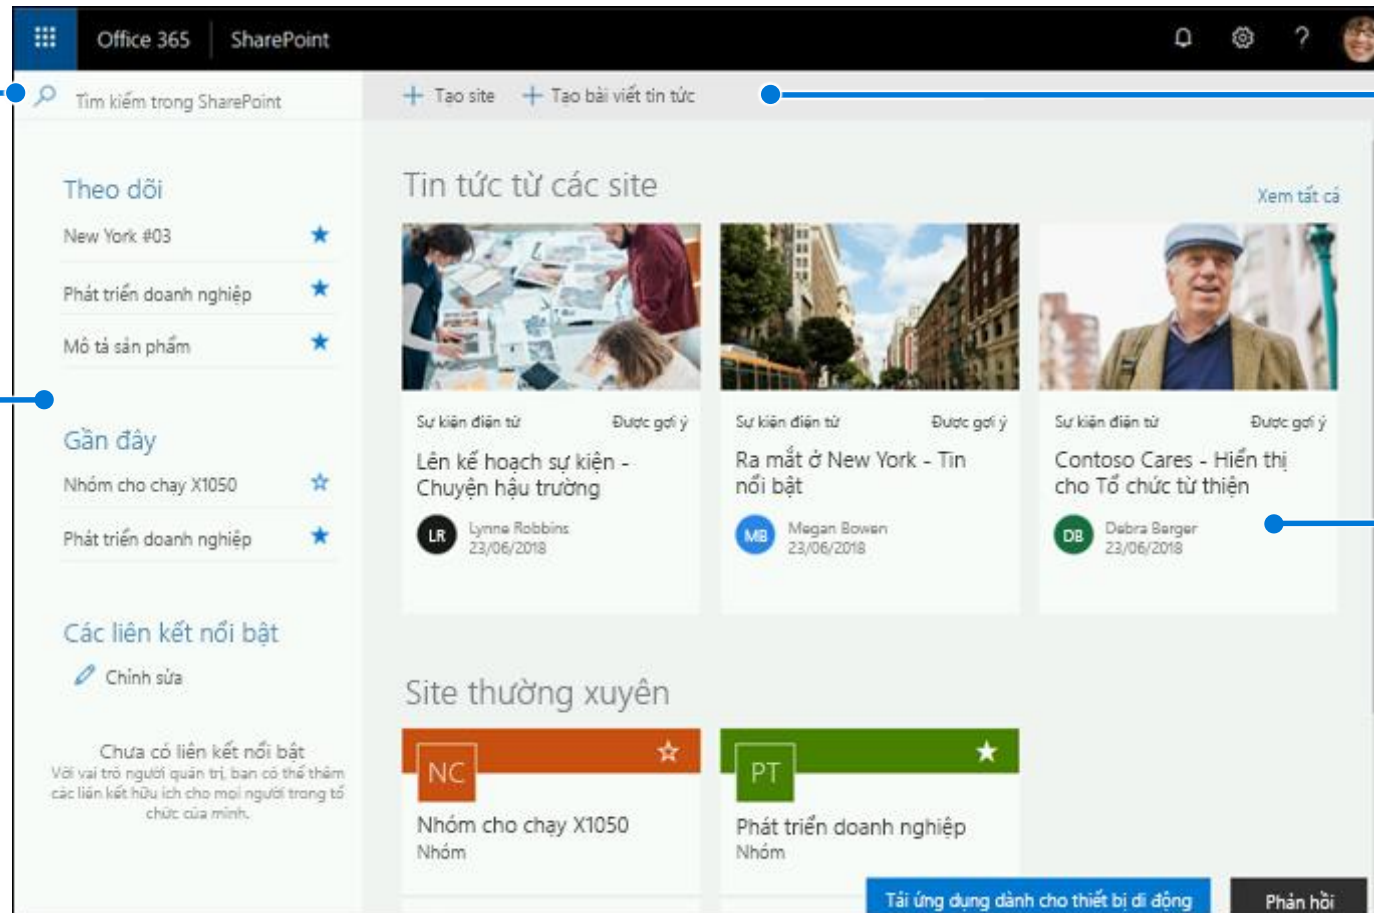 Office 365 SharePoint
Tìm kiếm trong SharePoint
+ Tạo site + Tạo bài viết tin tức
Theo dõi
New York #03
Phát triển doanh nghiệp
Mô tả sản phẩm
Gần đây
Nhóm cho chạy X1050
Phát triển doanh nghiệp
Các liên kết nổi bật
Chỉnh sửa
Chưa có liên kết nổi bật
Với vai trò người quản trị, bạn có thể thêm
các liên kết hữu ích cho mọi người trong tổ
chức của mình.
Tin tức từ các site
Xem tất cả
Sự kiện điện tử Được gợi ý
Lên kế hoạch sự kiện -
Chuyện hậu trường
LR Lynne Robbins
23/06/2018
Sự kiện điện tử Được gợi ý
Ra mắt ở New York - Tin
nổi bật
MB Megan Bowen
23/06/2018
Sự kiện điện tử Được gợi ý
Contoso Cares - Hiển thị
cho Tổ chức từ thiện
DB Debra Berger
23/06/2018
Site thường xuyên
NC
Nhóm cho chạy X1050
Nhóm
PT
Phát triển doanh nghiệp
Nhóm
Tải ứng dụng dành cho thiết bị di động
Phản hồi